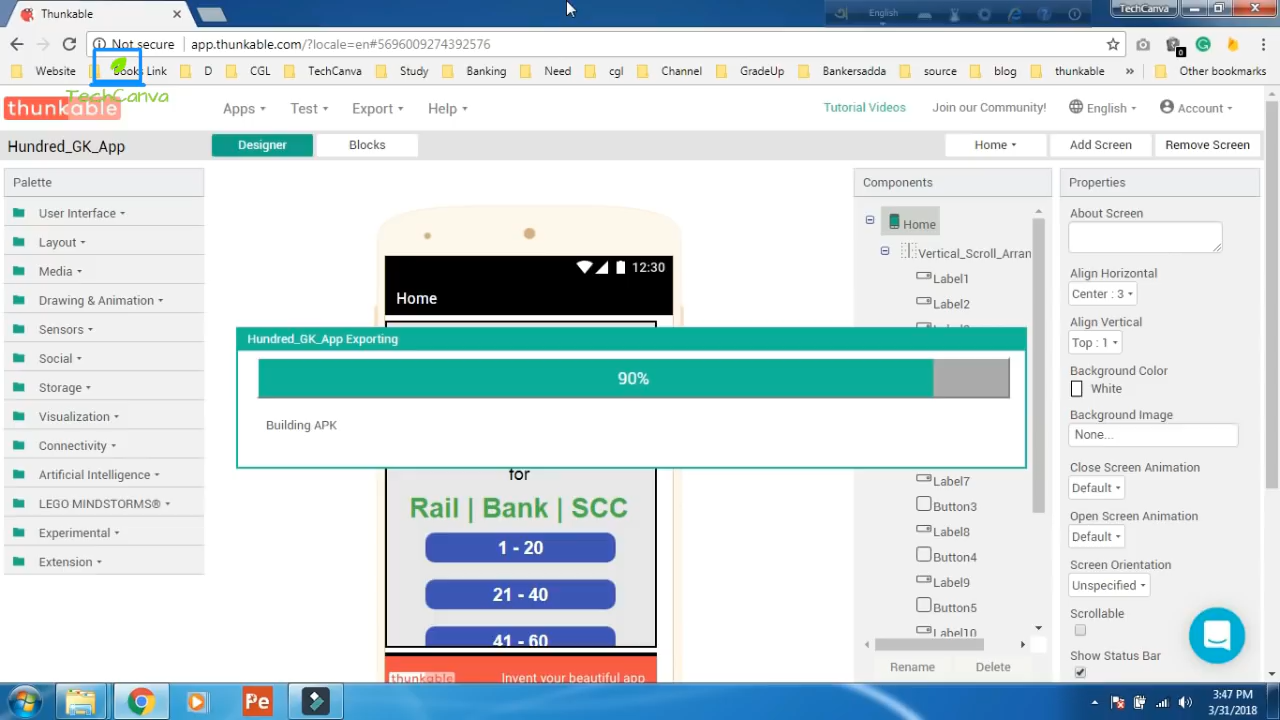 Thunkable
English
TechCanva
Not secure
app.thunkable.com/?locale=en#5696009274392576
0
Website
Books Link
D
CGL
TechCanva
Study
Banking
Need
cgl
Channel
GradeUp
Bankersadda
source
blog
thunkable
»
Other bookmarks
TechCanva
thunkable
Apps
Test
Export
Help
Tutorial Videos
Join our Community!
English
Account
Hundred_GK_App
Designer
Blocks
Home
Add Screen
Remove Screen
Palette
User Interface
Layout
Media
Drawing & Animation
Sensors
Social
Storage
Visualization
Connectivity
Artificial Intelligence
LEGO MINDSTORMS®
Experimental
Extension
12:30
Home
Hundred_GK_App Exporting
90%
Building APK
for
Rail | Bank | SCC
1 - 20
21 - 40
41 - 60
thunkable
Invent your beautiful app
Components
Home
Vertical_Scroll_Arran
Label1
Label2
Label7
Button3
Label8
Button4
Label9
Button5
Label10
Rename
Delete
Properties
About Screen
Align Horizontal
Center : 3
Align Vertical
Top : 1
Background Color
White
Background Image
None...
Close Screen Animation
Default
Open Screen Animation
Default
Screen Orientation
Unspecified
Scrollable
Show Status Bar
Pe
3:47 PM
3/31/2018